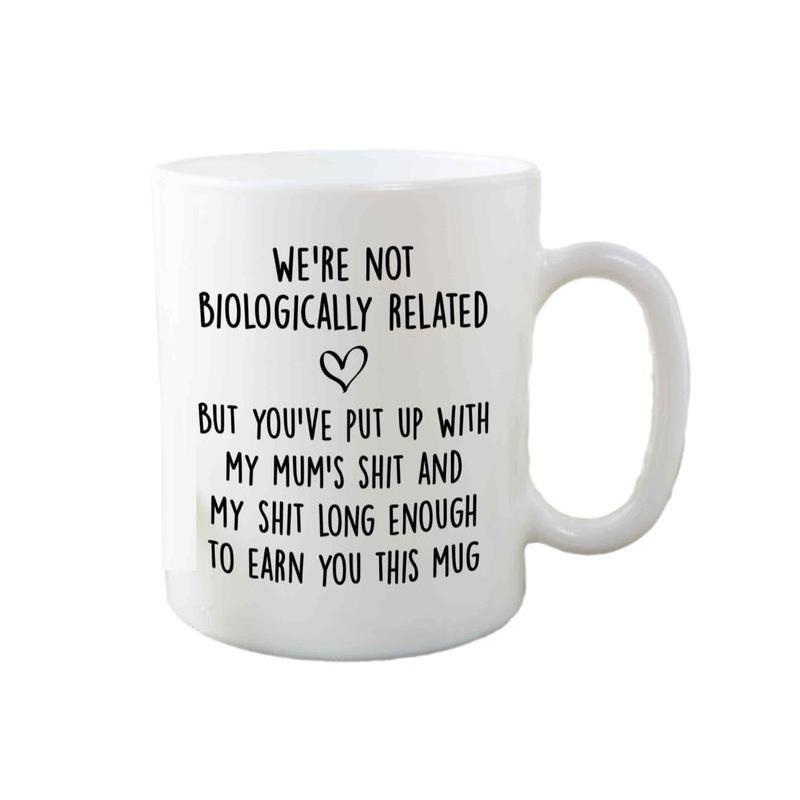 WE'RE NOT
BIOLOGICALLY RELATED
BUT YOU'VE PUT UP WITH
MY MUM'S SHIT AND
MY SHIT LONG ENOUGH
TO EARN YOU THIS MUG